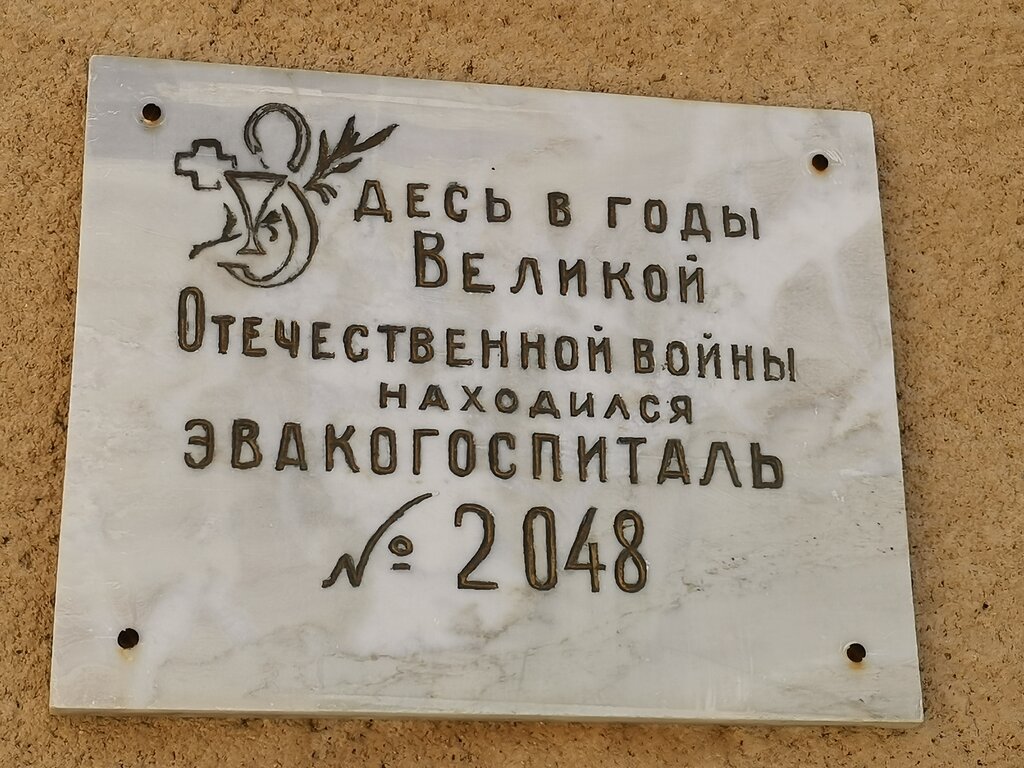 Здесь в годы
Великой
Отечественной войны
находился
эвакогоспиталь
№ 2048